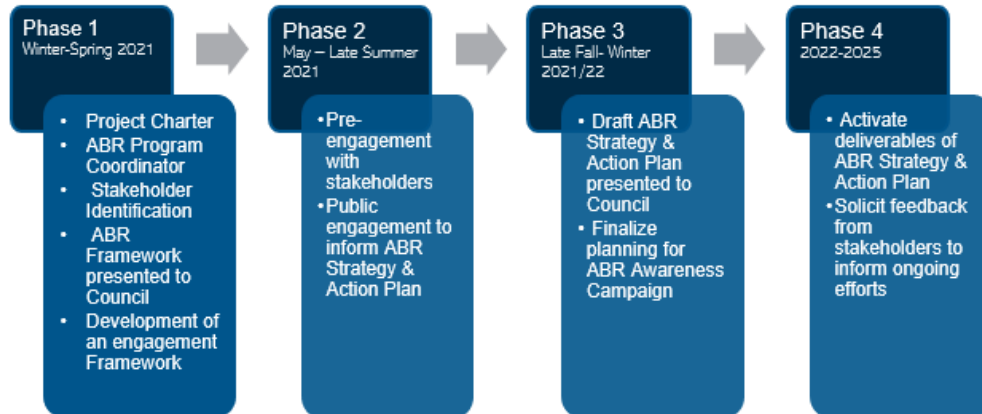 Phase 1
Winter-Spring 2021
• Project Charter
• ABR Program
Coordinator
• Stakeholder
Identification
• ABR
Framework
presented to
Council
• Development of
an engagement
Framework
Phase 2
May – Late Summer
2021
•Pre-
engagement
with
stakeholders
•Public
engagement to
inform ABR
Strategy &
Action Plan
Phase 3
Late Fall- Winter
2021/22
• Draft ABR
Strategy &
Action Plan
presented to
Council
• Finalize
planning for
ABR Awareness
Campaign
Phase 4
2022-2025
• Activate
deliverables of
ABR Strategy &
Action Plan
•Solicit feedback
from
stakeholders to
inform ongoing
efforts